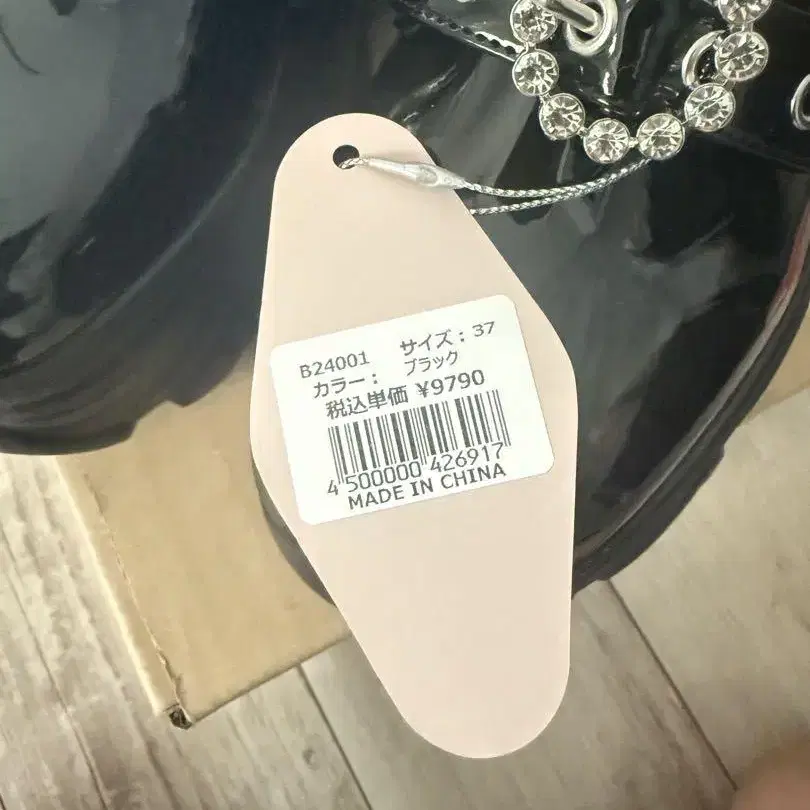 B24001 サイズ：37
カラー： ブラック
税込単価 ¥9790
4 500000 426917
MADE IN CHINA